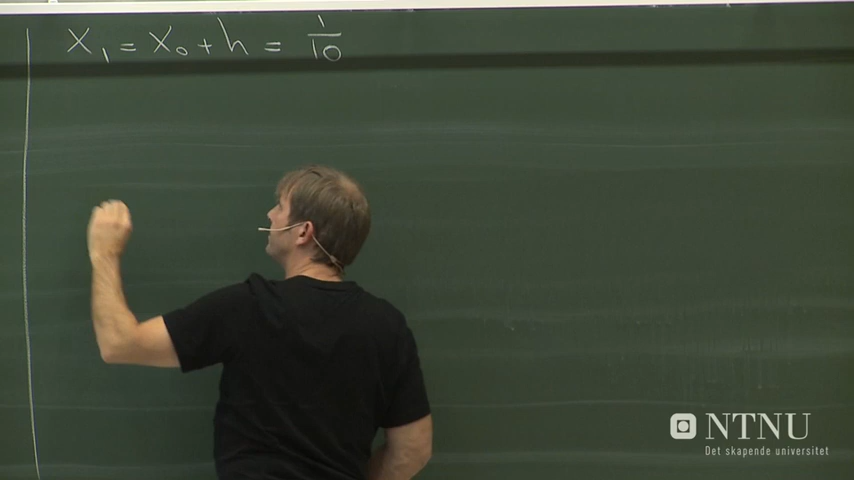 x₁ = x₀ + h = 1/10
NTNU
Det skapende universitet